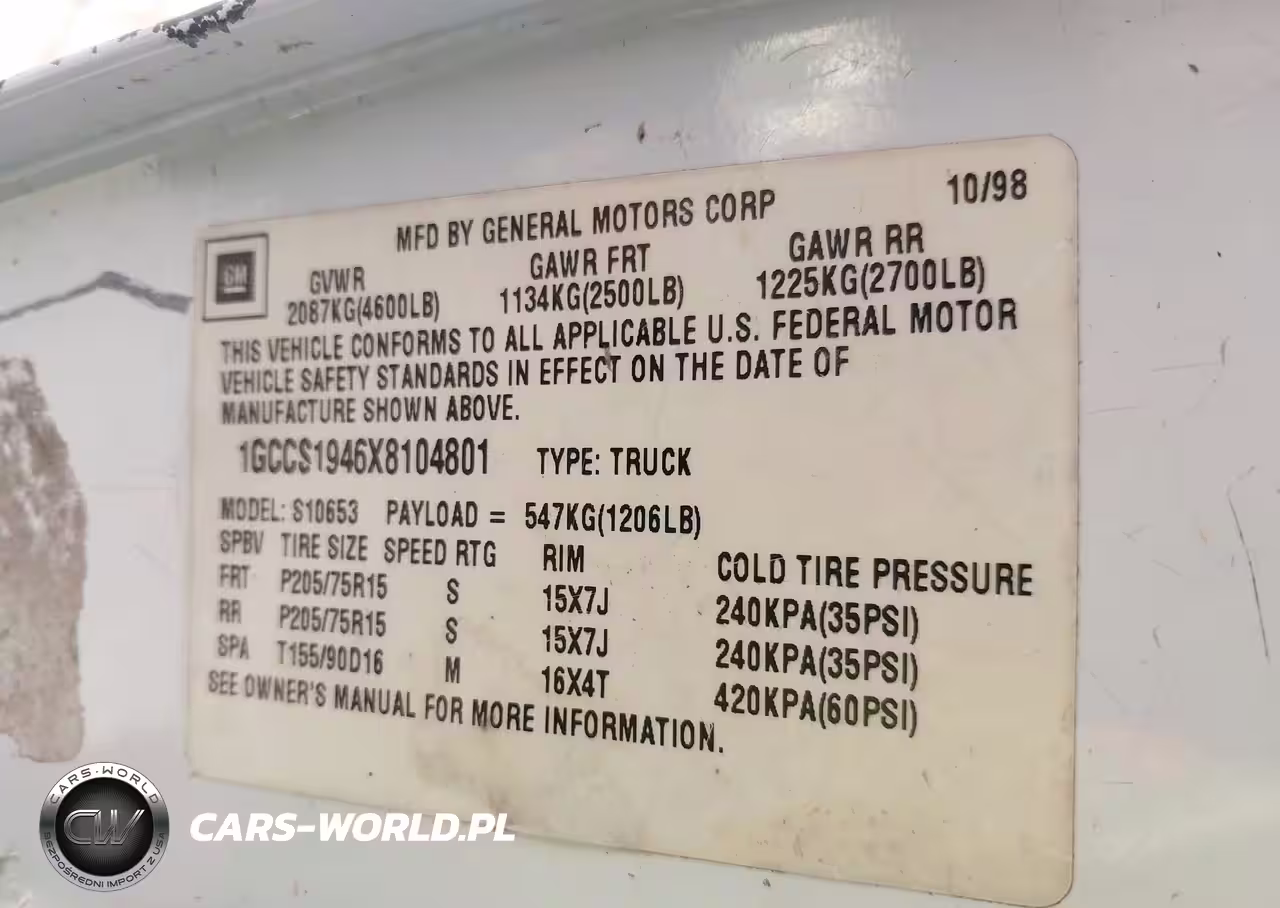 10/98
MFD BY GENERAL MOTORS CORP
GM
GVWR GAWR FRT GAWR RR
2087KG(4600LB) 1134KG(2500LB) 1225KG(2700LB)
THIS VEHICLE CONFORMS TO ALL APPLICABLE U.S. FEDERAL MOTOR
VEHICLE SAFETY STANDARDS IN EFFECT ON THE DATE OF
MANUFACTURE SHOWN ABOVE.
1GCCS1946X8104801 TYPE: TRUCK
MODEL: S10653 PAYLOAD = 547KG(1206LB)
SPBV TIRE SIZE SPEED RTG RIM COLD TIRE PRESSURE
FRT P205/75R15 S 15X7J 240KPA(35PSI)
RR P205/75R15 S 15X7J 240KPA(35PSI)
SPA T155/90D16 M 16X4T 420KPA(60PSI)
SEE OWNER'S MANUAL FOR MORE INFORMATION.
CARS-WORLD
CW
BEZPOŚREDNI IMPORT Z USA
CARS-WORLD.PL